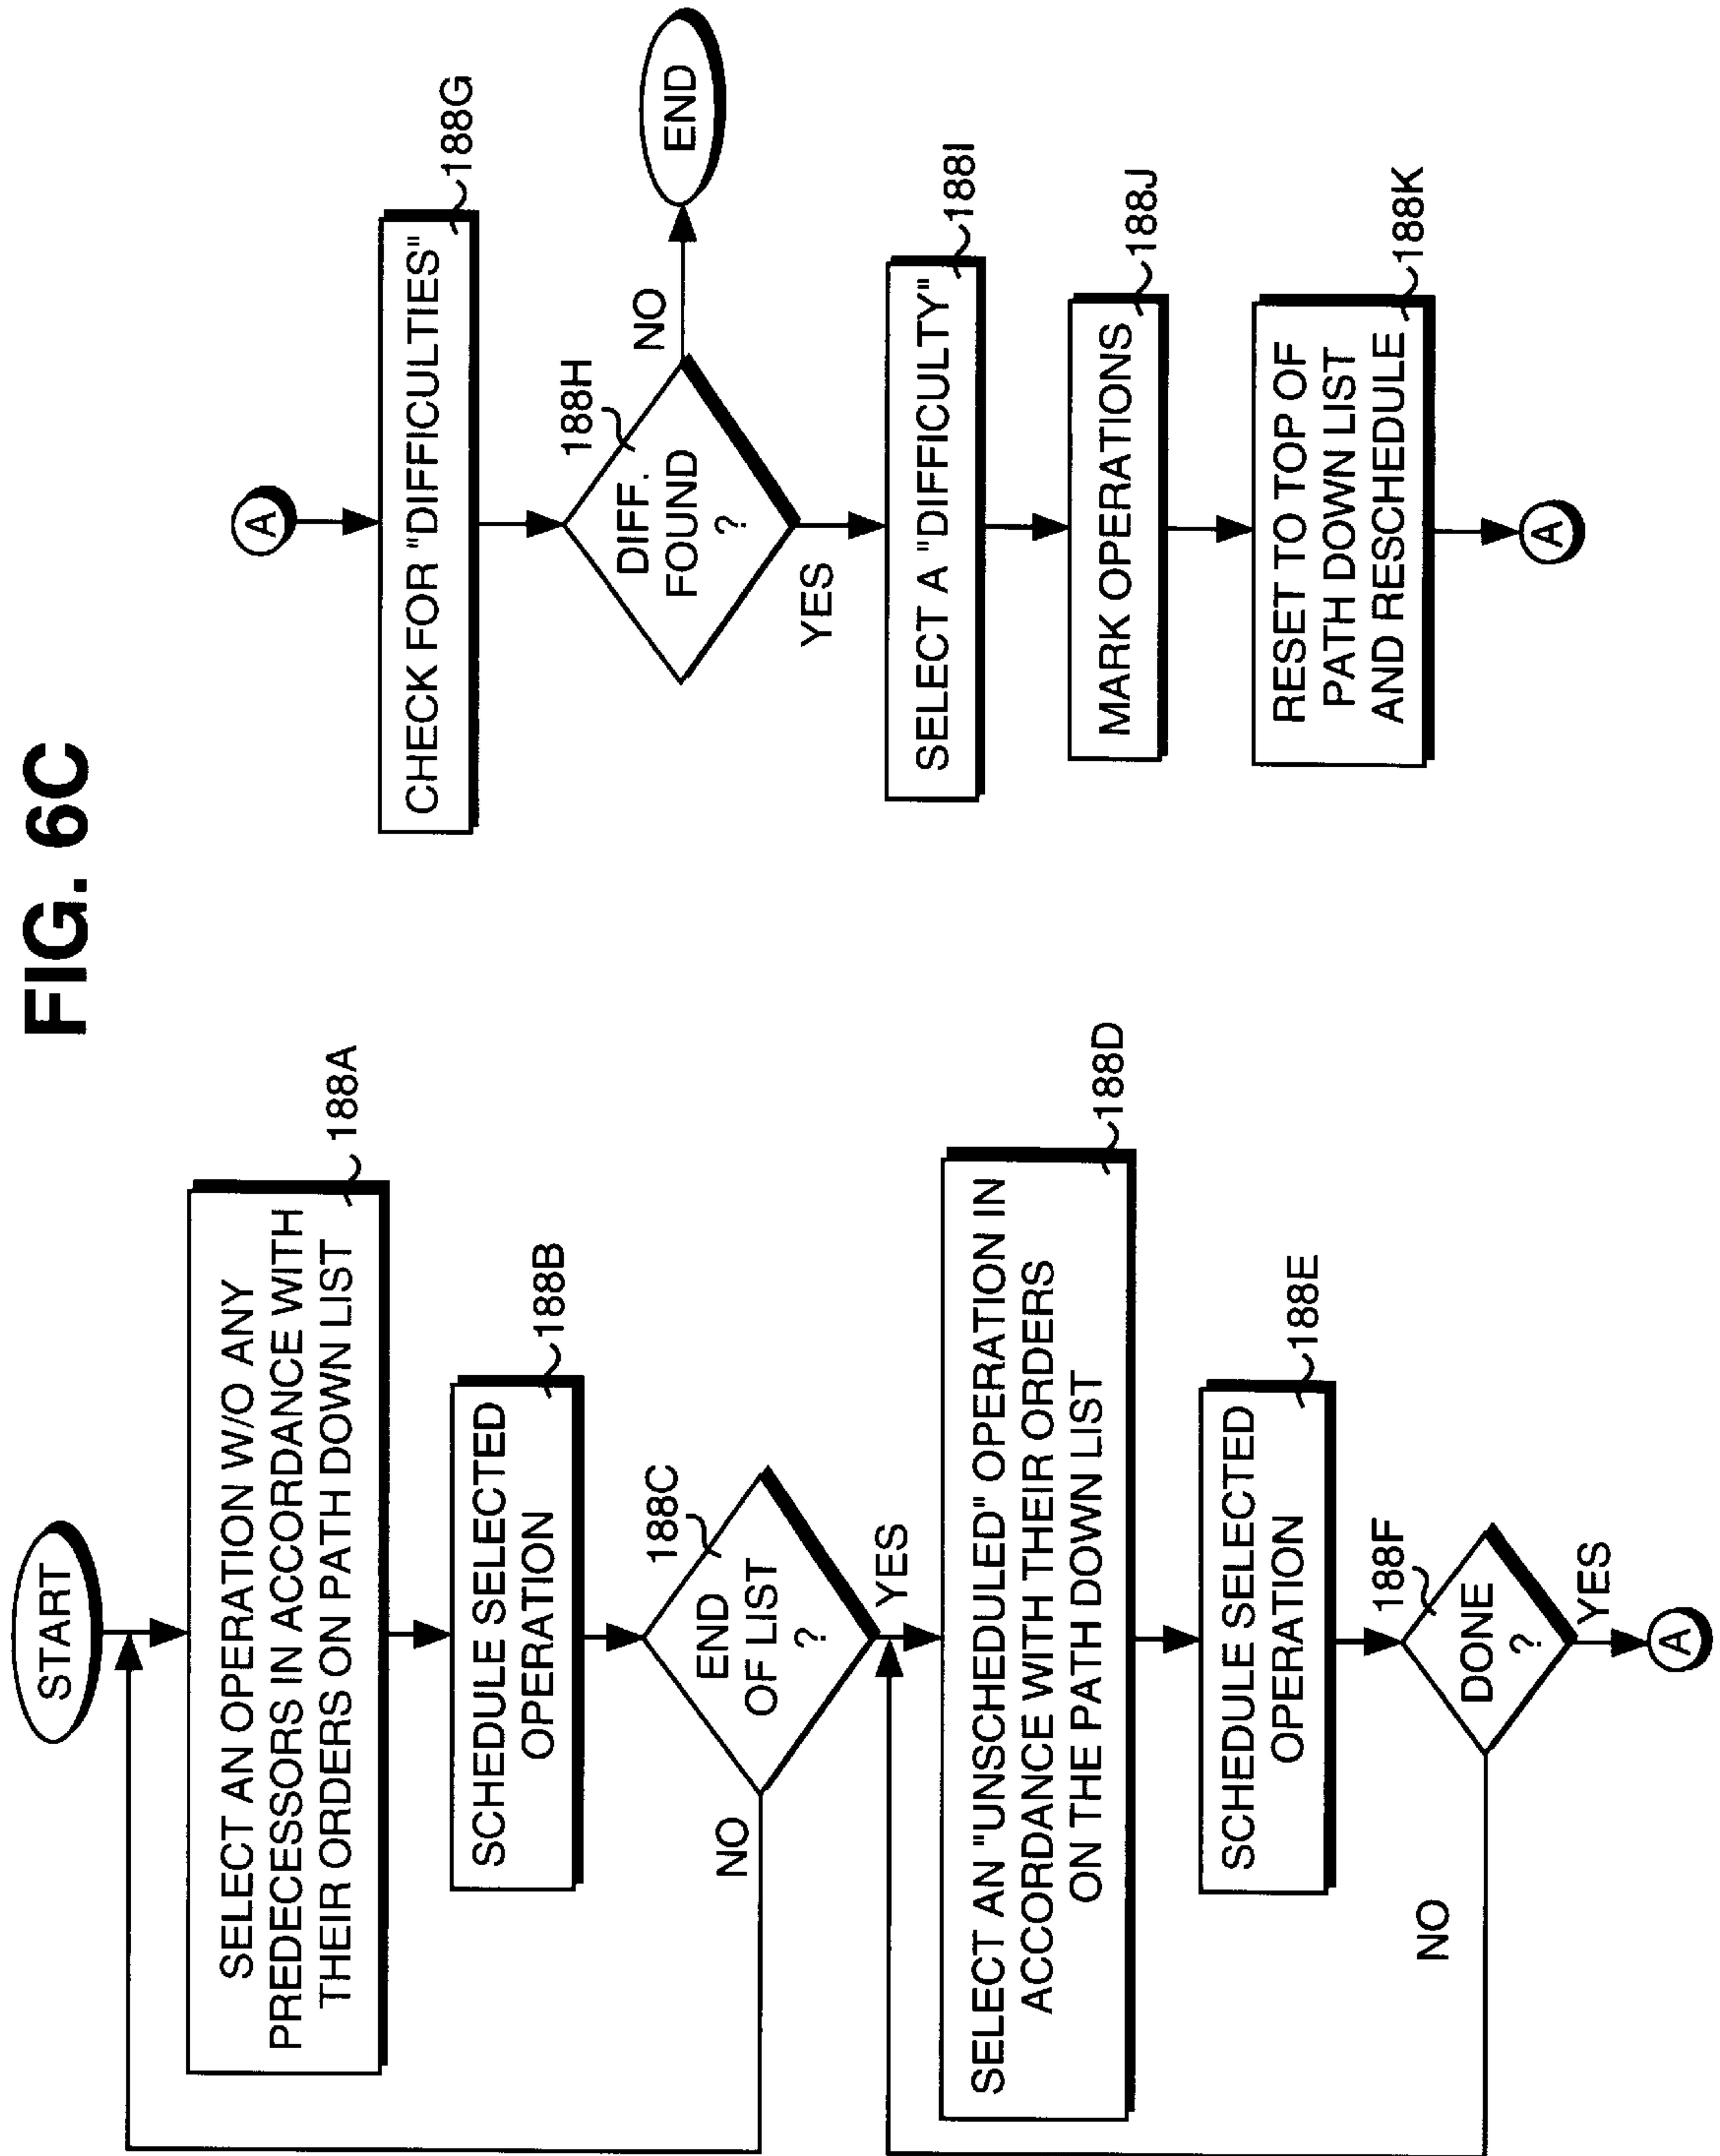 FIG. 6C
START
SELECT AN OPERATION W/O ANY
PREDECESSORS IN ACCORDANCE WITH
THEIR ORDERS ON PATH DOWN LIST
188A
SCHEDULE SELECTED
OPERATION
188B
END
OF LIST
?
188C
NO
YES
SELECT AN "UNSCHEDULED" OPERATION IN
ACCORDANCE WITH THEIR ORDERS
ON THE PATH DOWN LIST
188D
SCHEDULE SELECTED
OPERATION
188E
DONE
?
188F
NO
YES
A
A
CHECK FOR "DIFFICULTIES"
188G
DIFF.
FOUND
?
188H
NO
END
YES
SELECT A "DIFFICULTY"
188I
MARK OPERATIONS
188J
RESET TO TOP OF
PATH DOWN LIST
AND RESCHEDULE
188K
A